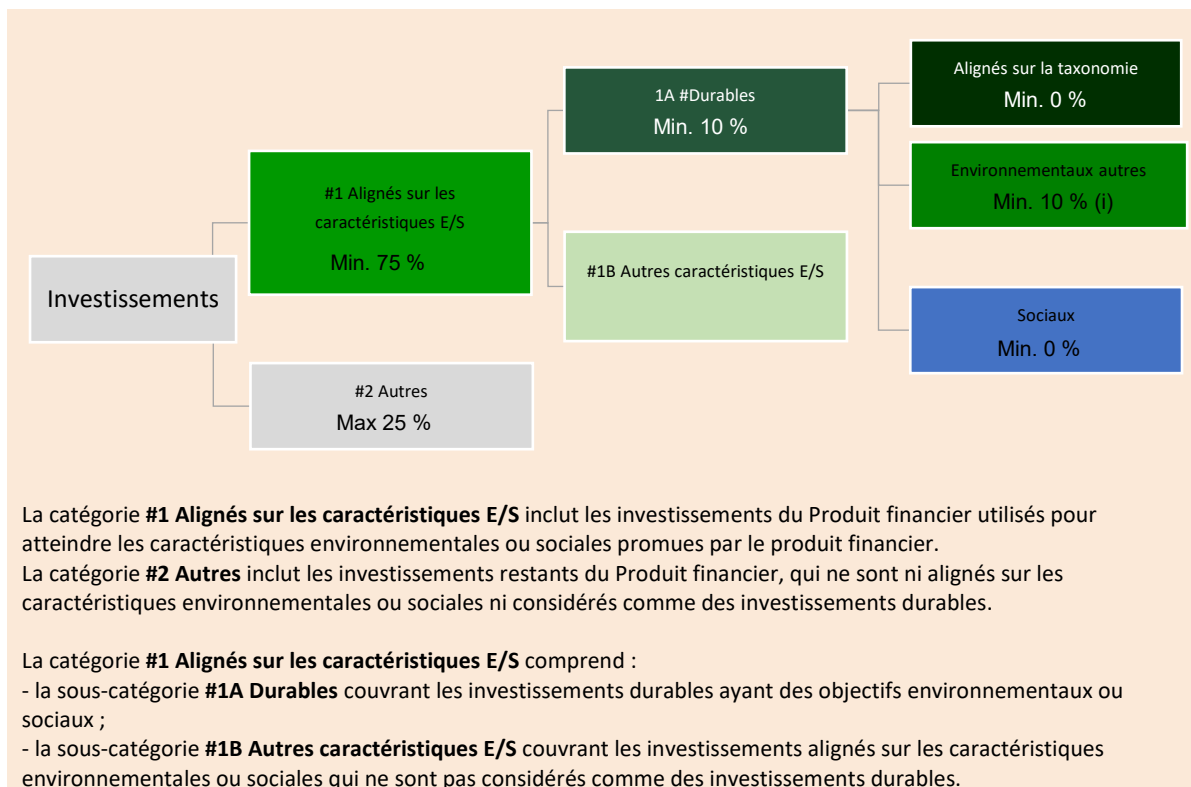 Investissements
#1 Alignés sur les
caractéristiques E/S
Min. 75 %
#2 Autres
Max 25 %
1A #Durables
Min. 10 %
#1B Autres caractéristiques E/S
Alignés sur la taxonomie
Min. 0 %
Environnementaux autres
Min. 10 % (i)
Sociaux
Min. 0 %
La catégorie #1 Alignés sur les caractéristiques E/S inclut les investissements du Produit financier utilisés pour
atteindre les caractéristiques environnementales ou sociales promues par le produit financier.
La catégorie #2 Autres inclut les investissements restants du Produit financier, qui ne sont ni alignés sur les
caractéristiques environnementales ou sociales ni considérés comme des investissements durables.
La catégorie #1 Alignés sur les caractéristiques E/S comprend :
- la sous-catégorie #1A Durables couvrant les investissements durables ayant des objectifs environnementaux ou
sociaux ;
- la sous-catégorie #1B Autres caractéristiques E/S couvrant les investissements alignés sur les caractéristiques
environnementales ou sociales qui ne sont pas considérés comme des investissements durables.